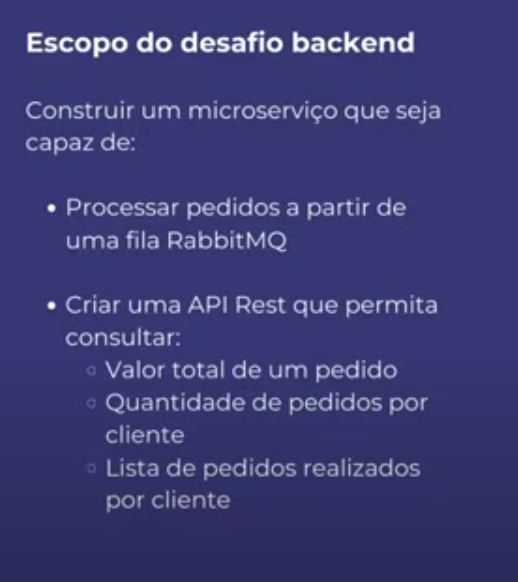 Escopo do desafio backend
Construir um microserviço que seja
capaz de:
• Processar pedidos a partir de
uma fila RabbitMQ
• Criar uma API Rest que permita
consultar:
◦ Valor total de um pedido
◦ Quantidade de pedidos por
cliente
◦ Lista de pedidos realizados
por cliente